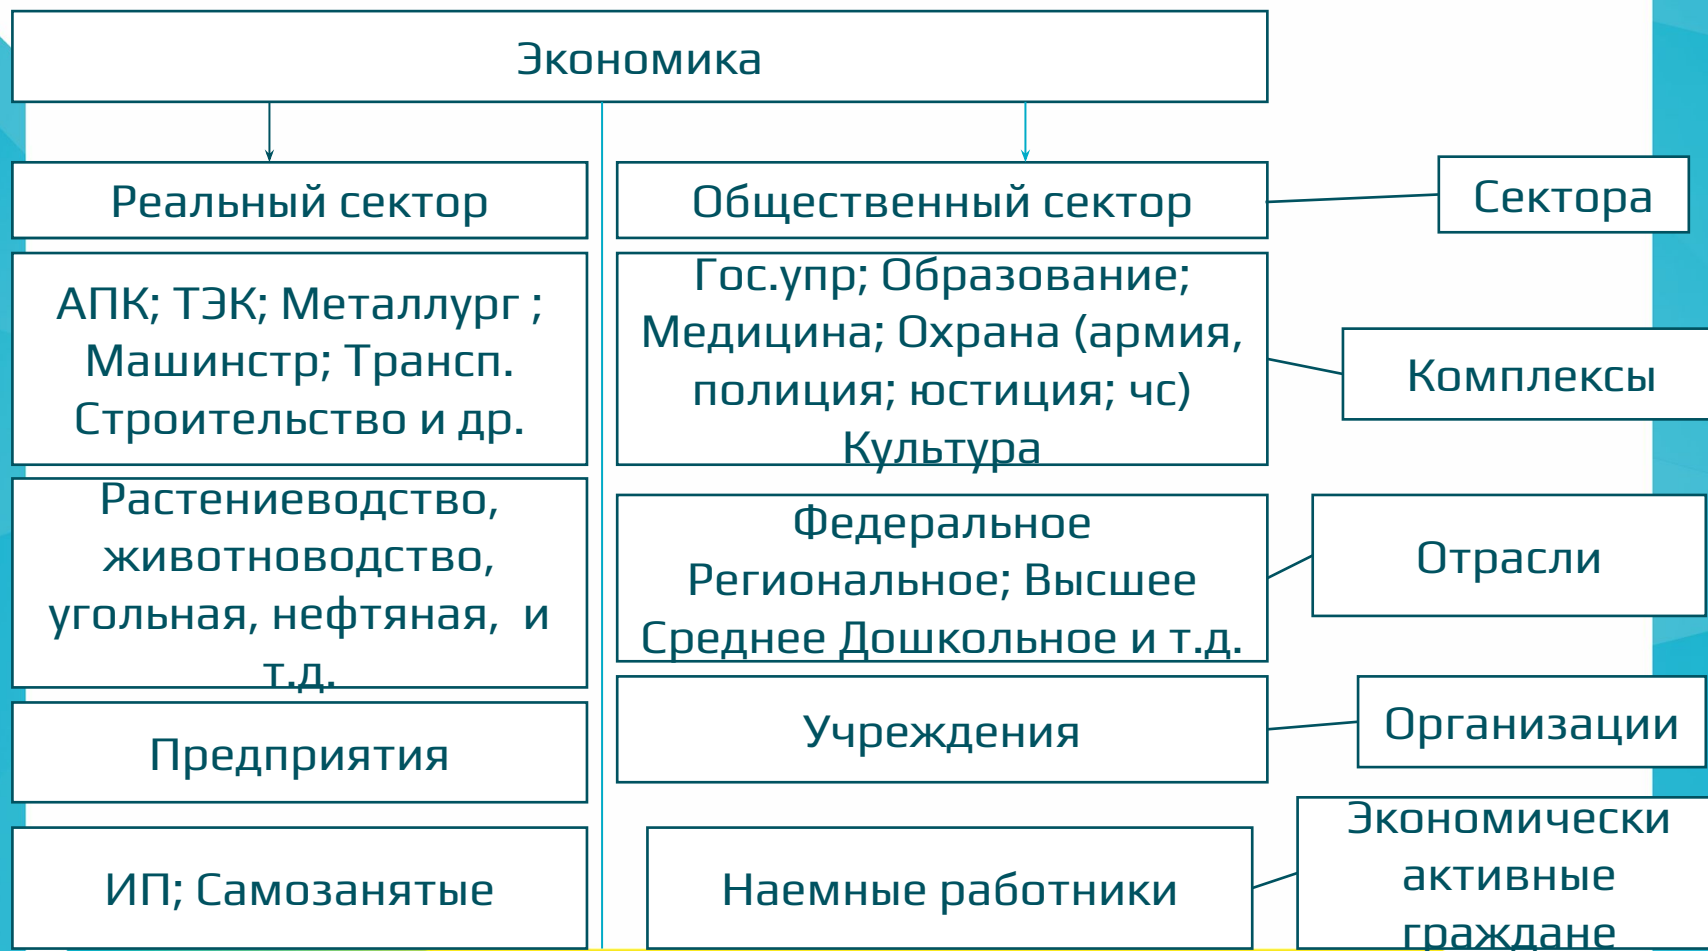 Экономика
Реальный сектор
Общественный сектор
Сектора
АПК; ТЭК; Металлург ;
Машинстр; Трансп.
Строительство и др.
Гос.упр; Образование;
Медицина; Охрана (армия,
полиция; юстиция; чс)
Культура
Комплексы
Растениеводство,
животноводство,
угольная, нефтяная,  и
т.д.
Федеральное
Региональное; Высшее
Среднее Дошкольное и т.д.
Отрасли
Предприятия
Учреждения
Организации
ИП; Самозанятые
Наемные работники
Экономически
активные
граждане